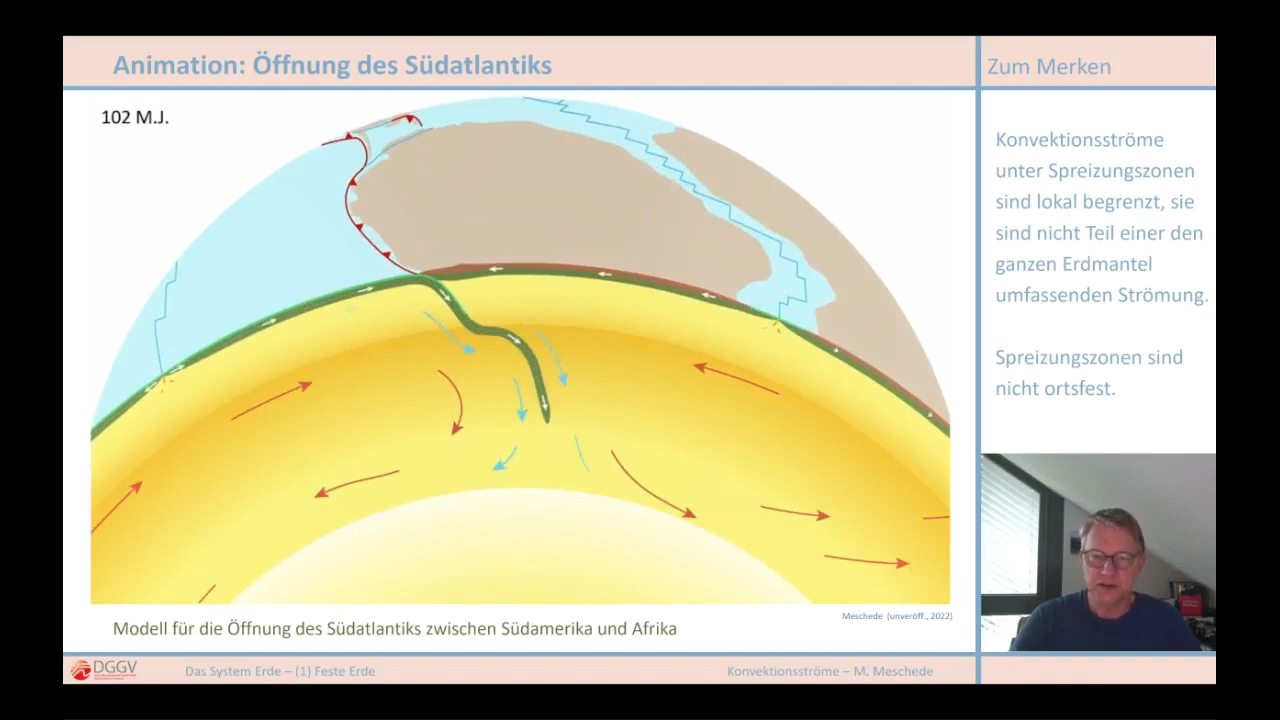 Animation: Öffnung des Südatlantiks
Zum Merken
102 M.J.
Konvektionsströme
unter Spreizungszonen
sind lokal begrenzt, sie
sind nicht Teil einer den
ganzen Erdmantel
umfassenden Strömung.
Spreizungszonen sind
nicht ortsfest.
Meschede (unveröff., 2022)
Modell für die Öffnung des Südatlantiks zwischen Südamerika und Afrika
DGGV
Das System Erde – (1) Feste Erde
Konvektionsströme – M. Meschede